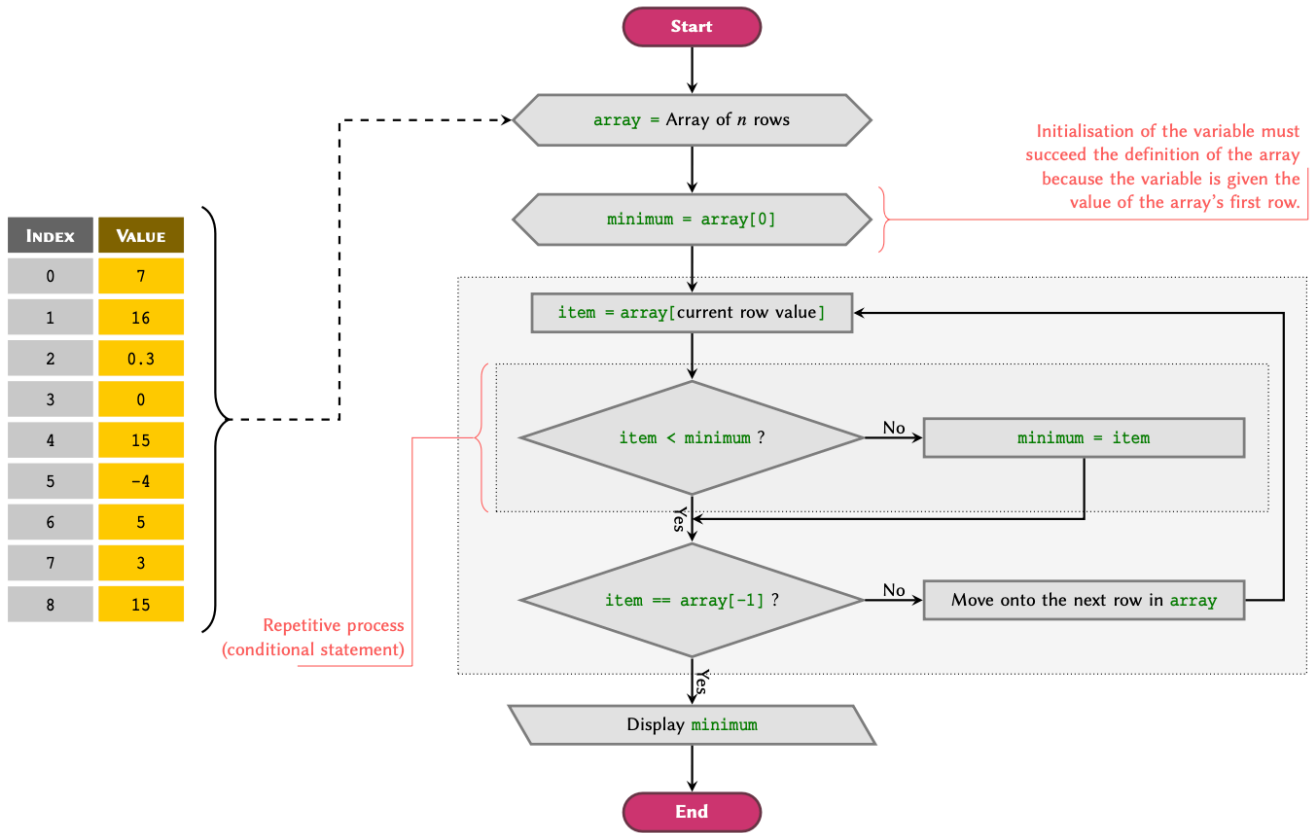 Start
array = Array of n rows
Initialisation of the variable must
succeed the definition of the array
because the variable is given the
value of the array's first row.
minimum = array[0]
INDEX VALUE
0 7
1 16
2 0.3
3 0
4 15
5 -4
6 5
7 3
8 15
item = array[current row value]
item < minimum ?
No
minimum = item
Yes
item == array[-1] ?
No
Move onto the next row in array
Repetitive process
(conditional statement)
Yes
Display minimum
End